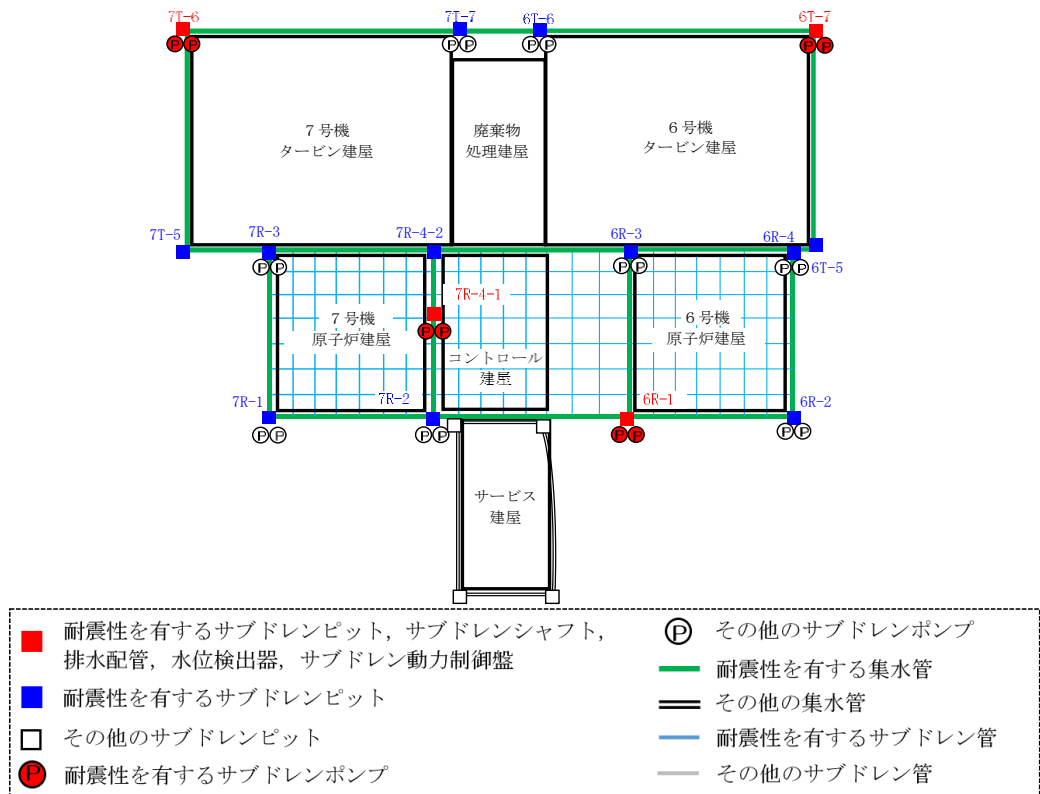 7T-6
7T-7
6T-6
6T-7
P P
P P
P P
P P
７号機
タービン建屋
廃棄物
処理建屋
６号機
タービン建屋
7T-5
7R-3
7R-4-2
6R-3
6R-4
6T-5
P P
P P
P P
7R-4-1
P P
７号機
原子炉建屋
６号機
原子炉建屋
コントロール
建屋
7R-1
7R-2
6R-1
6R-2
P P
P P
P P
P P
サービス
建屋
耐震性を有するサブドレンピット，サブドレンシャフト，
排水配管，水位検出器，サブドレン動力制御盤
耐震性を有するサブドレンピット
その他のサブドレンピット
P 耐震性を有するサブドレンポンプ
P その他のサブドレンポンプ
耐震性を有する集水管
その他の集水管
耐震性を有するサブドレン管
その他のサブドレン管